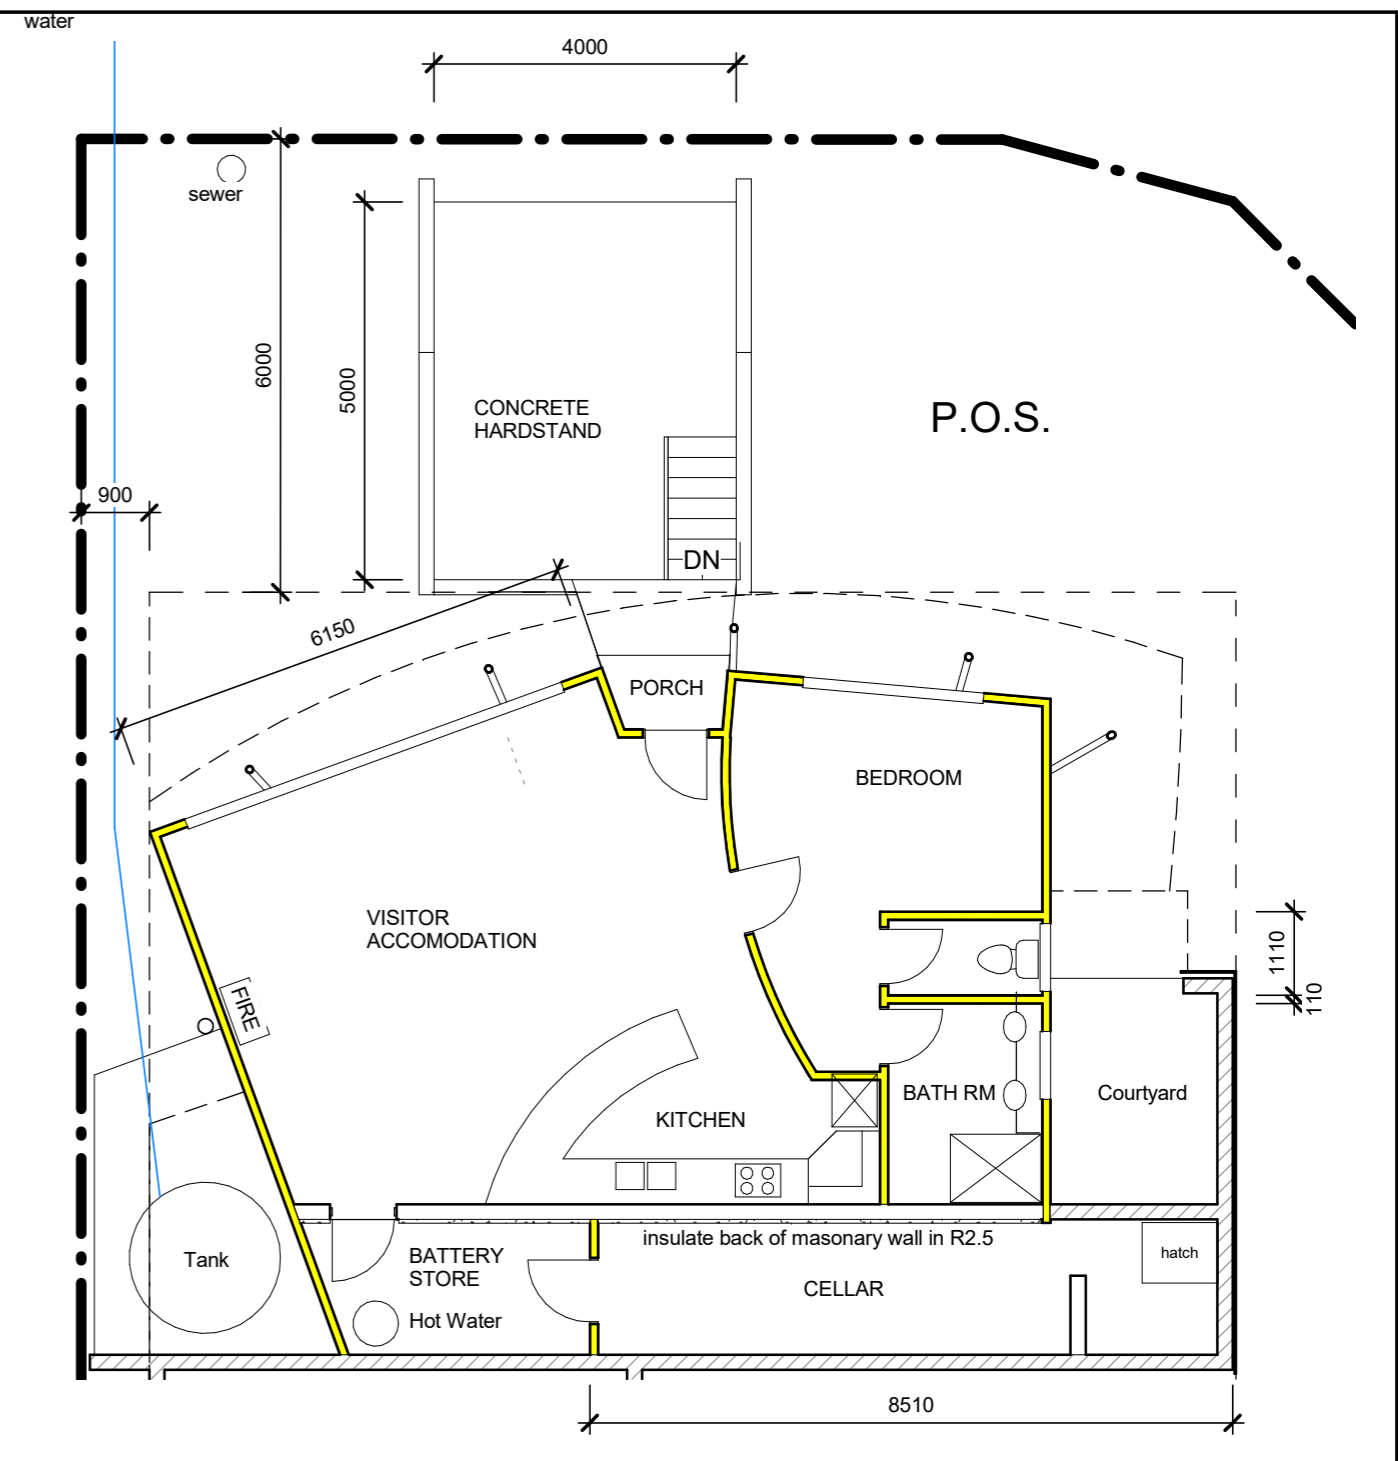 water
4000
sewer
6000
5000
CONCRETE
HARDSTAND
P.O.S.
900
DN
6150
PORCH
BEDROOM
VISITOR
ACCOMODATION
1110
110
FIRE
KITCHEN
BATH RM
Courtyard
insulate back of masonary wall in R2.5
Tank
BATTERY
STORE
hatch
CELLAR
Hot Water
8510